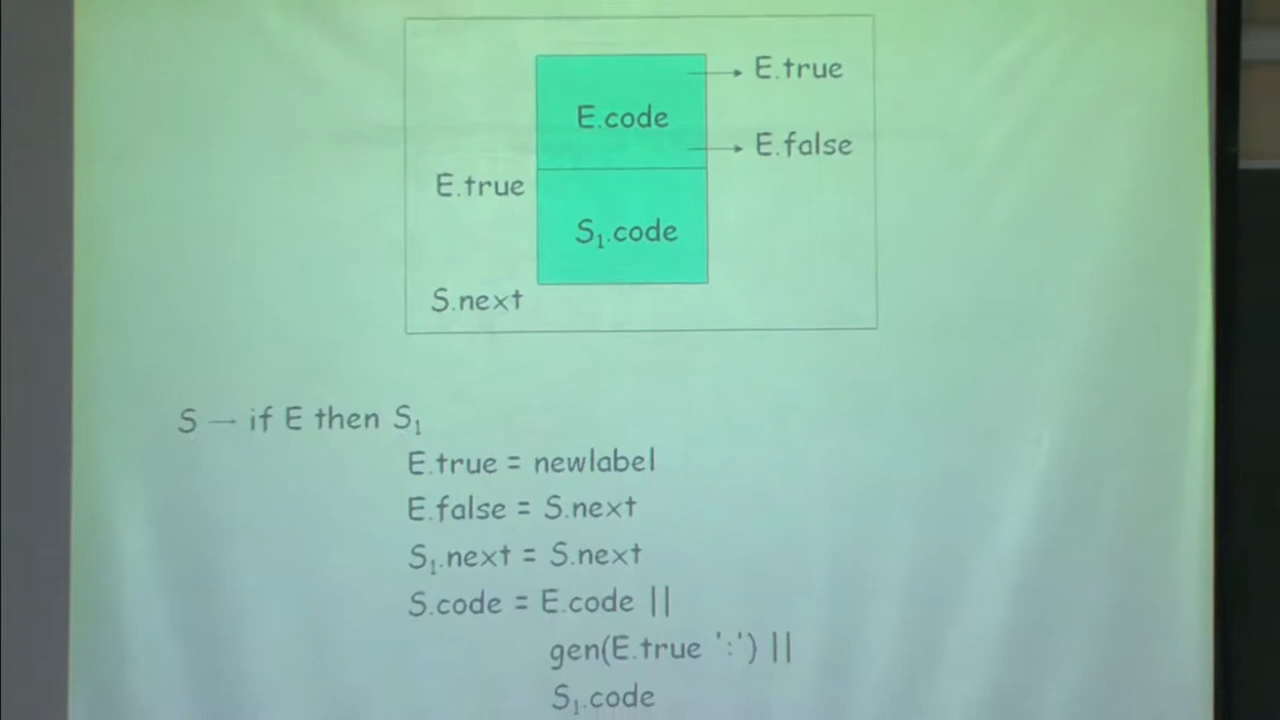 E.true
E.code
E.false
E.true
S₁.code
S.next
S → if E then S₁
E.true = newlabel
E.false = S.next
S₁.next = S.next
S.code = E.code ||
gen(E.true ':') ||
S₁.code